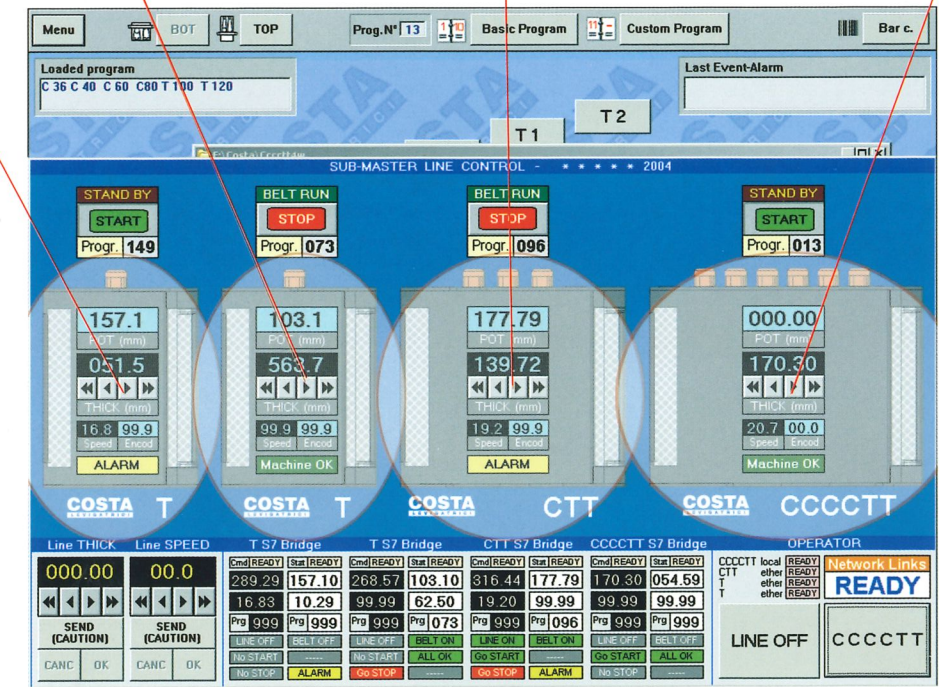 Menu BOT TOP Prog.N° 13 Basic Program Custom Program Bar c.
Loaded program
C 36 C 40 C 60 C80 T 100 T 120
Last Event-Alarm
T1
T2
SUB-MASTER LINE CONTROL - * * * * * 2004
STAND BY
START
Progr. 149
BELT RUN
STOP
Progr. 073
BELT RUN
STOP
Progr. 096
STAND BY
START
Progr. 013
157.1
POT (mm)
051.5
THICK (mm)
16.8 99.9
Speed Encod
ALARM
COSTA T
103.1
POT (mm)
563.7
THICK (mm)
99.9 99.9
Speed Encod
Machine OK
COSTA T
177.79
POT (mm)
139.72
THICK (mm)
19.2 99.9
Speed Encod
ALARM
COSTA CTT
000.00
POT (mm)
170.30
THICK (mm)
20.7 00.0
Speed Encod
Machine OK
COSTA CCCCTT
Line THICK
000.00
SEND
(CAUTION)
CANC OK
Line SPEED
00.0
SEND
(CAUTION)
CANC OK
T S7 Bridge
Cmd READY Stat READY
289.29 157.10
16.83 10.29
Prg 999 Prg 999
LINE OFF BELT OFF
No START -----
No STOP ALARM
T S7 Bridge
Cmd READY Stat READY
268.57 103.10
99.99 62.50
Prg 999 Prg 073
LINE OFF BELT ON
No START ALL OK
Go STOP -----
CTT S7 Bridge
Cmd READY Stat READY
316.44 177.79
19.20 99.99
Prg 999 Prg 096
LINE ON BELT ON
Go START -----
Go STOP ALARM
CCCCTT S7 Bridge
Cmd READY Stat READY
170.30 054.59
99.99 99.99
Prg 999 Prg 999
LINE OFF BELT OFF
Go START ALL OK
No STOP -----
OPERATOR
CCCCTT local READY
CTT ether READY
T ether READY
T ether READY
Network Links
READY
LINE OFF
CCCCTT